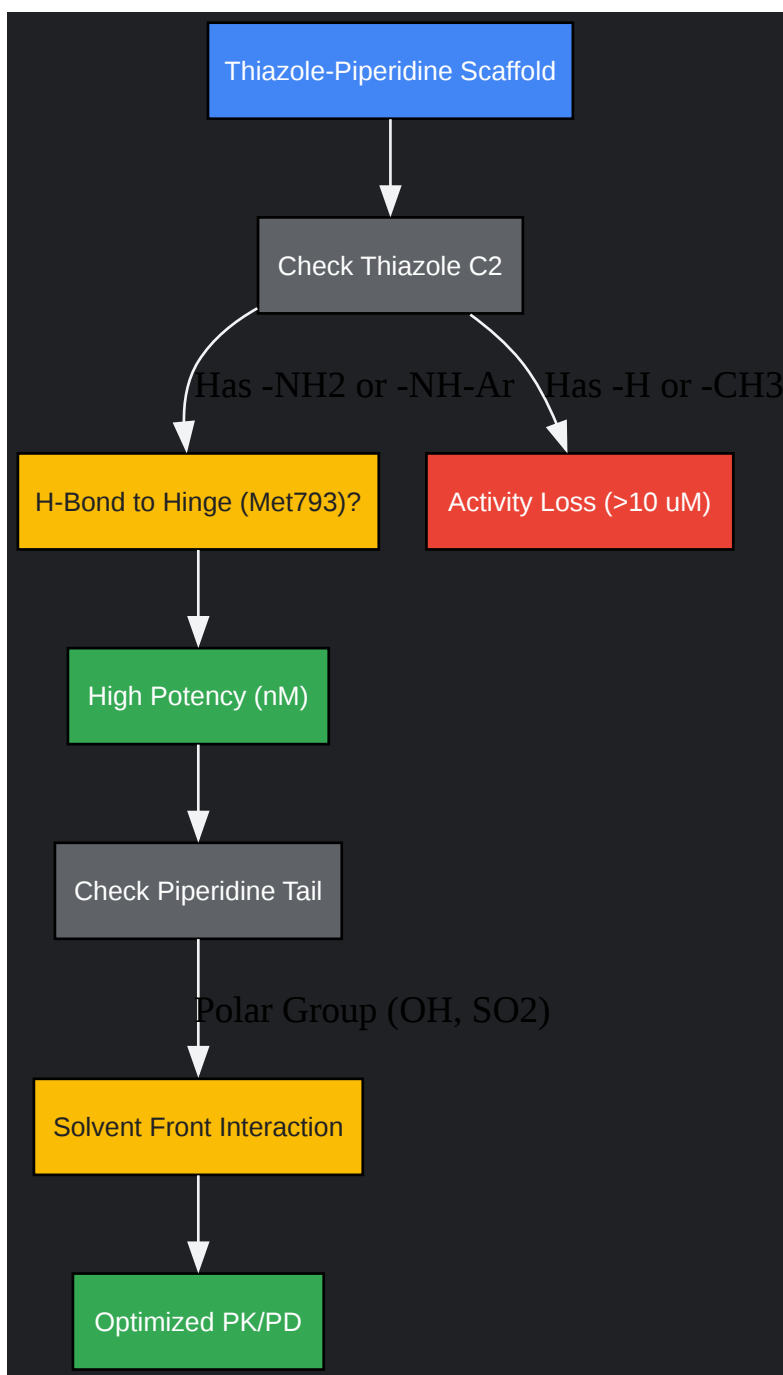 Thiazole-Piperidine Scaffold
Check Thiazole C2
Has -NH2 or -NH-Ar
Has -H or -CH3
H-Bond to Hinge (Met793)?
Activity Loss (>10 uM)
High Potency (nM)
Check Piperidine Tail
Polar Group (OH, SO2)
Solvent Front Interaction
Optimized PK/PD